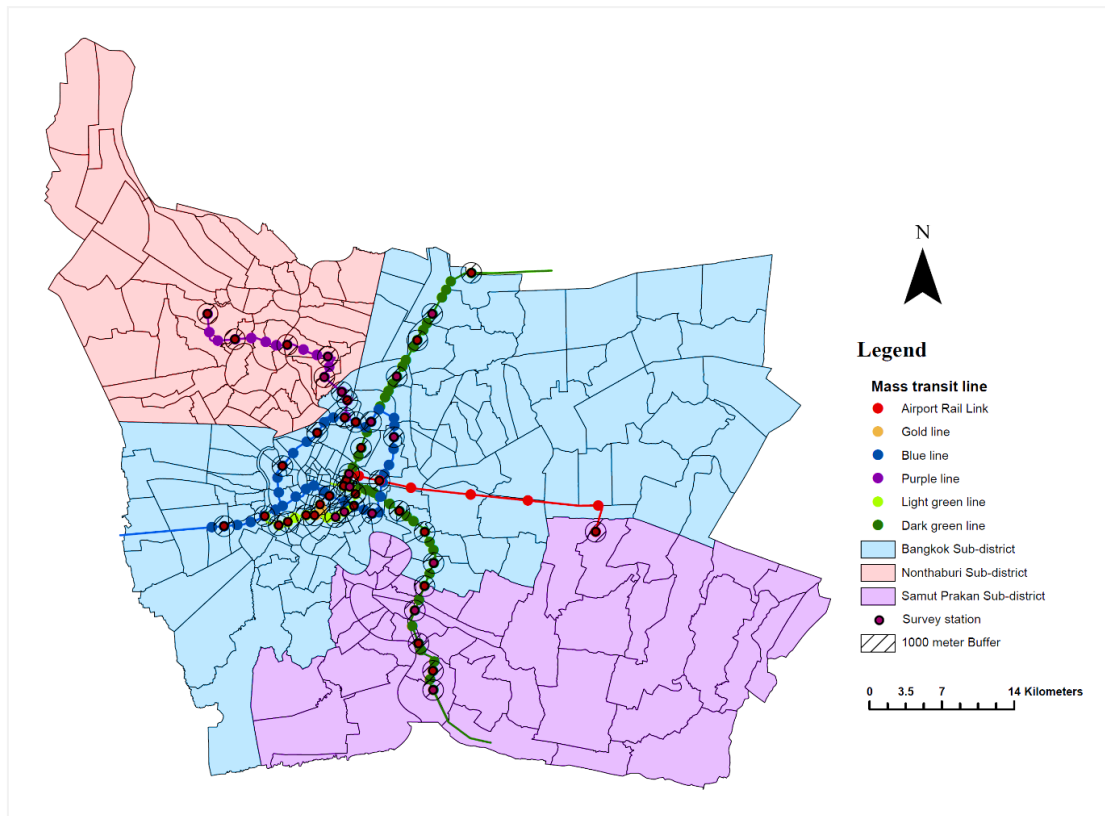 N
Legend
Mass transit line
Airport Rail Link
Gold line
Blue line
Purple line
Light green line
Dark green line
Bangkok Sub-district
Nonthaburi Sub-district
Samut Prakan Sub-district
Survey station
1000 meter Buffer
0 3.5 7 14 Kilometers